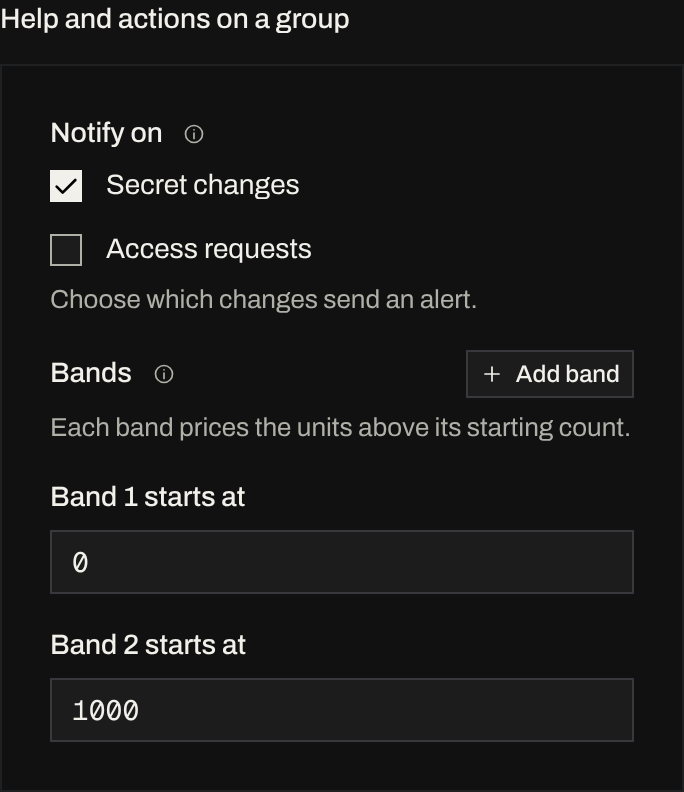 Help and actions on a group
Notify on
Secret changes
Access requests
Choose which changes send an alert.
Bands
+ Add band
Each band prices the units above its starting count.
Band 1 starts at
0
Band 2 starts at
1000